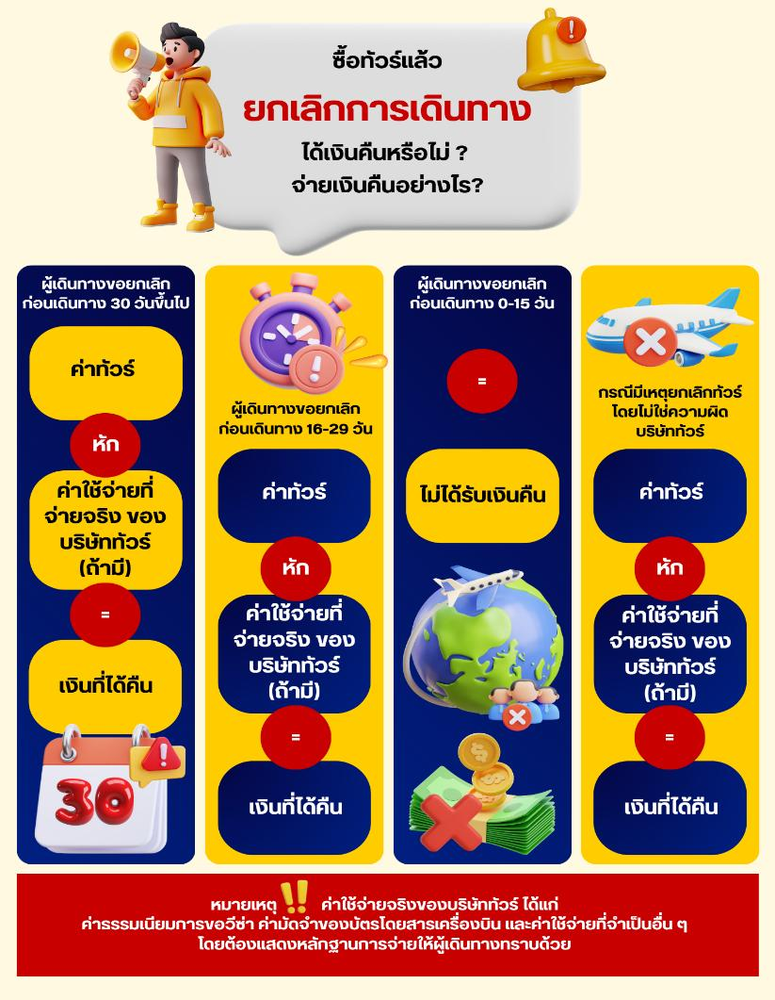 ซื้อทัวร์แล้ว
ยกเลิกการเดินทาง
ได้เงินคืนหรือไม่ ?
จ่ายเงินคืนอย่างไร?
ผู้เดินทางขอยกเลิก
ก่อนเดินทาง 30 วันขึ้นไป
ค่าทัวร์
หัก
ค่าใช้จ่ายที่
จ่ายจริง ของ
บริษัททัวร์
(ถ้ามี)
=
เงินที่ได้คืน
30
ผู้เดินทางขอยกเลิก
ก่อนเดินทาง 16-29 วัน
ค่าทัวร์
หัก
ค่าใช้จ่ายที่
จ่ายจริง ของ
บริษัททัวร์
(ถ้ามี)
=
เงินที่ได้คืน
ผู้เดินทางขอยกเลิก
ก่อนเดินทาง 0-15 วัน
=
ไม่ได้รับเงินคืน
กรณีมีเหตุยกเลิกทัวร์
โดยไม่ใช่ความผิด
บริษัททัวร์
ค่าทัวร์
หัก
ค่าใช้จ่ายที่
จ่ายจริง ของ
บริษัททัวร์
(ถ้ามี)
=
เงินที่ได้คืน
หมายเหตุ !! ค่าใช้จ่ายจริงของบริษัททัวร์ ได้แก่
ค่าธรรมเนียมการขอวีซ่า ค่ามัดจำของบัตรโดยสารเครื่องบิน และค่าใช้จ่ายที่จำเป็นอื่น ๆ
โดยต้องแสดงหลักฐานการจ่ายให้ผู้เดินทางทราบด้วย